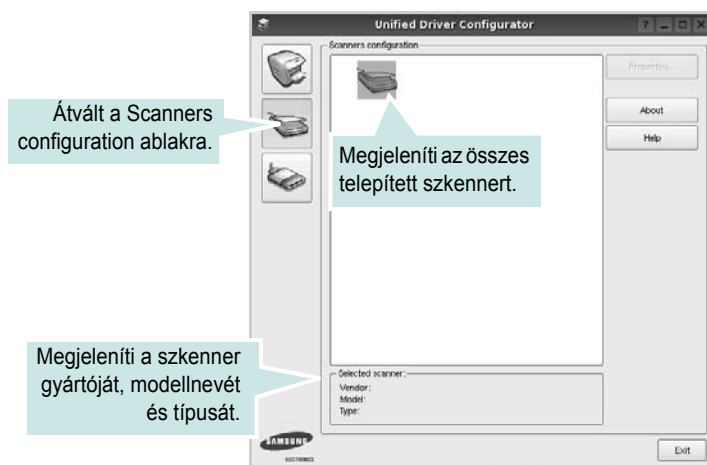 Unified Driver Configurator
Scanners configuration
Properties...
About
Help
Átvált a Scanners
configuration ablakra.
Megjeleníti az összes
telepített szkennert.
Megjeleníti a szkenner
gyártóját, modellnevét
és típusát.
Selected scanner:
Vendor:
Model:
Type:
SAMSUNG
ELECTRONICS
Exit